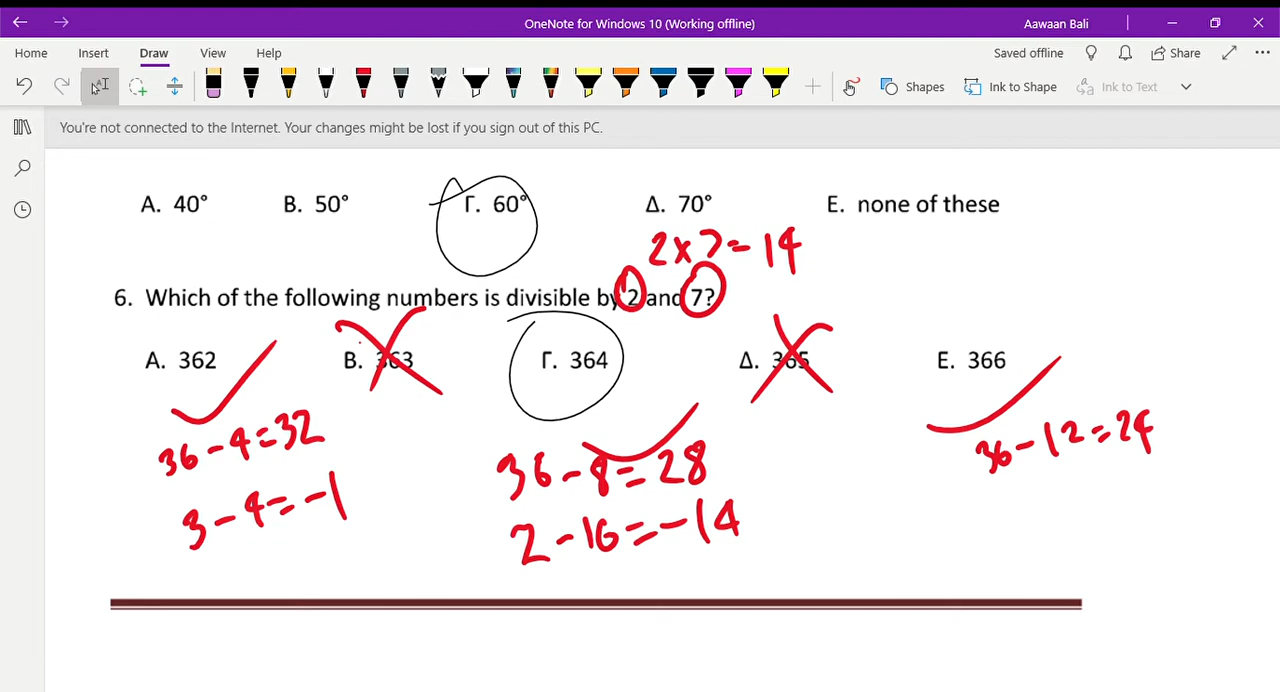 OneNote for Windows 10 (Working offline)
Aawaan Bali
Home Insert Draw View Help
Saved offline
Share
Shapes
Ink to Shape
Ink to Text
You're not connected to the Internet. Your changes might be lost if you sign out of this PC.
Α. 40° Β. 50° Γ. 60° Δ. 70° Ε. none of these
2 x 7 = 14
6. Which of the following numbers is divisible by 2 and 7?
Α. 362 Β. 363 Γ. 364 Δ. 365 Ε. 366
36 - 4 = 32
3 - 4 = -1
36 - 8 = 28
2 - 16 = -14
36 - 12 = 24